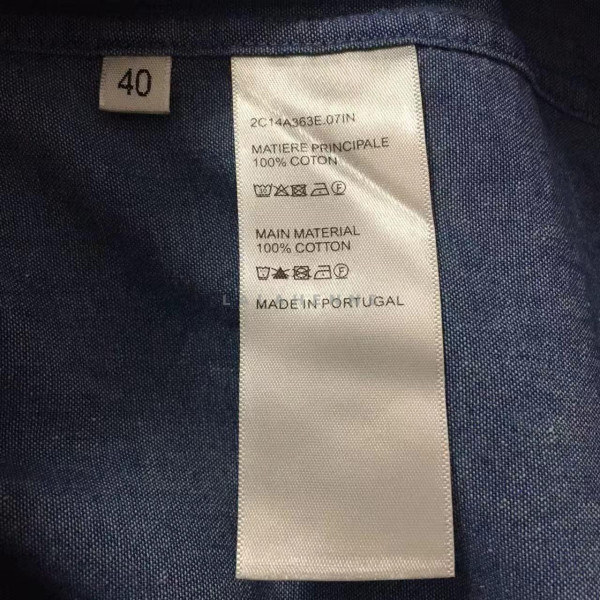 40
2C14A363E.07IN
MATIERE PRINCIPALE
100% COTON
MAIN MATERIAL
100% COTTON
MADE IN PORTUGAL